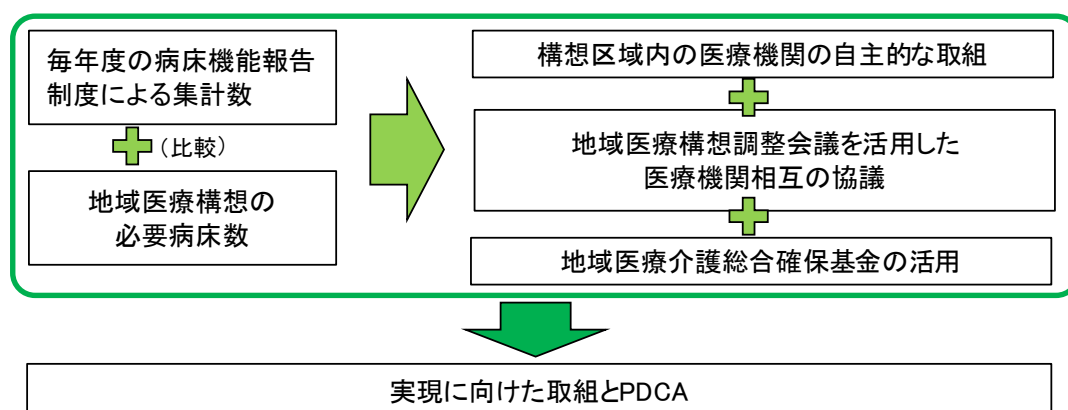 毎年度の病床機能報告
制度による集計数
(比較)
地域医療構想の
必要病床数
構想区域内の医療機関の自主的な取組
地域医療構想調整会議を活用した
医療機関相互の協議
地域医療介護総合確保基金の活用
実現に向けた取組とPDCA